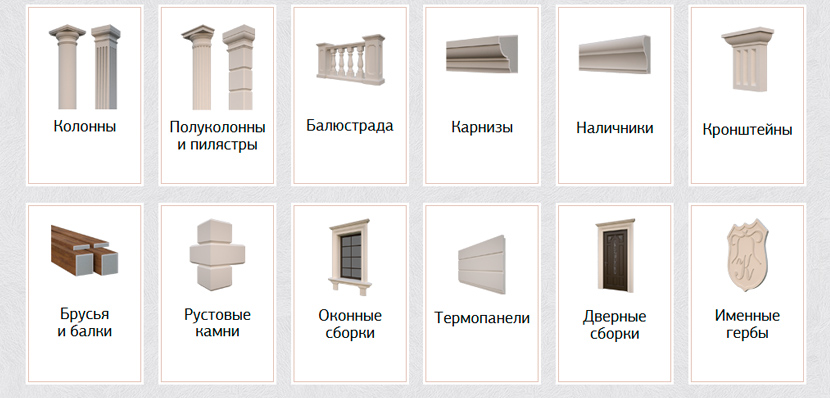 Колонны
Полуколонны
и пилястры
Балюстрада
Карнизы
Наличники
Кронштейны
Брусья
и балки
Рустовые
камни
Оконные
сборки
Термопанели
Дверные
сборки
Именные
гербы